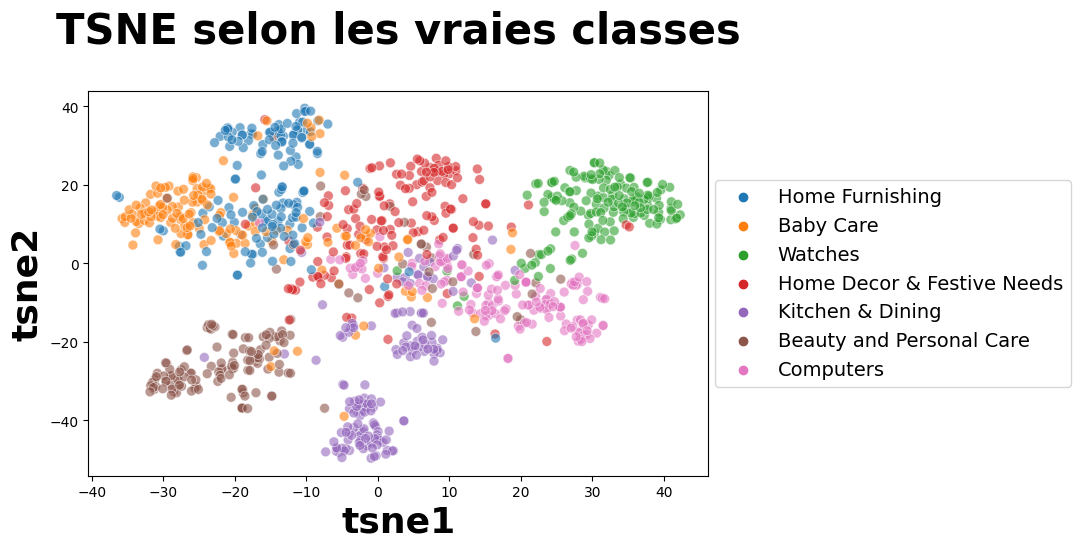 TSNE selon les vraies classes
40
20
0
−20
−40
tsne2
−40 −30 −20 −10 0 10 20 30 40
tsne1
Home Furnishing
Baby Care
Watches
Home Decor & Festive Needs
Kitchen & Dining
Beauty and Personal Care
Computers